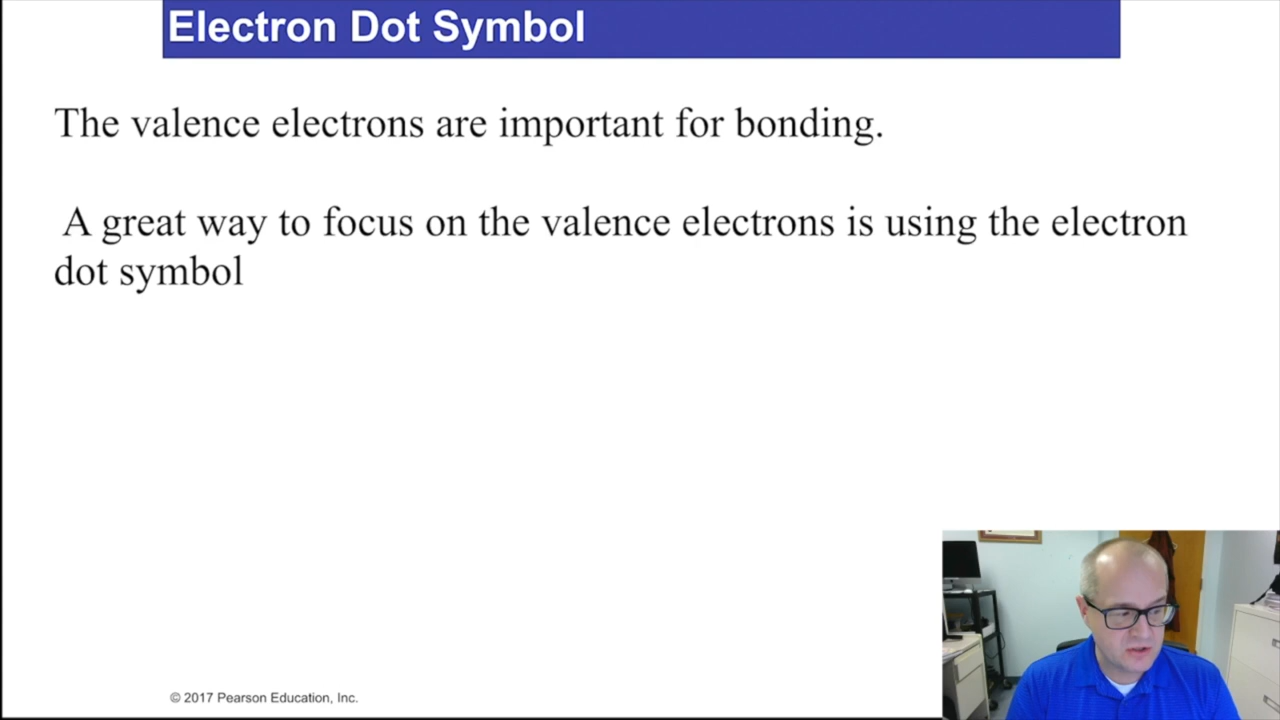 Electron Dot Symbol
The valence electrons are important for bonding.
A great way to focus on the valence electrons is using the electron
dot symbol
© 2017 Pearson Education, Inc.